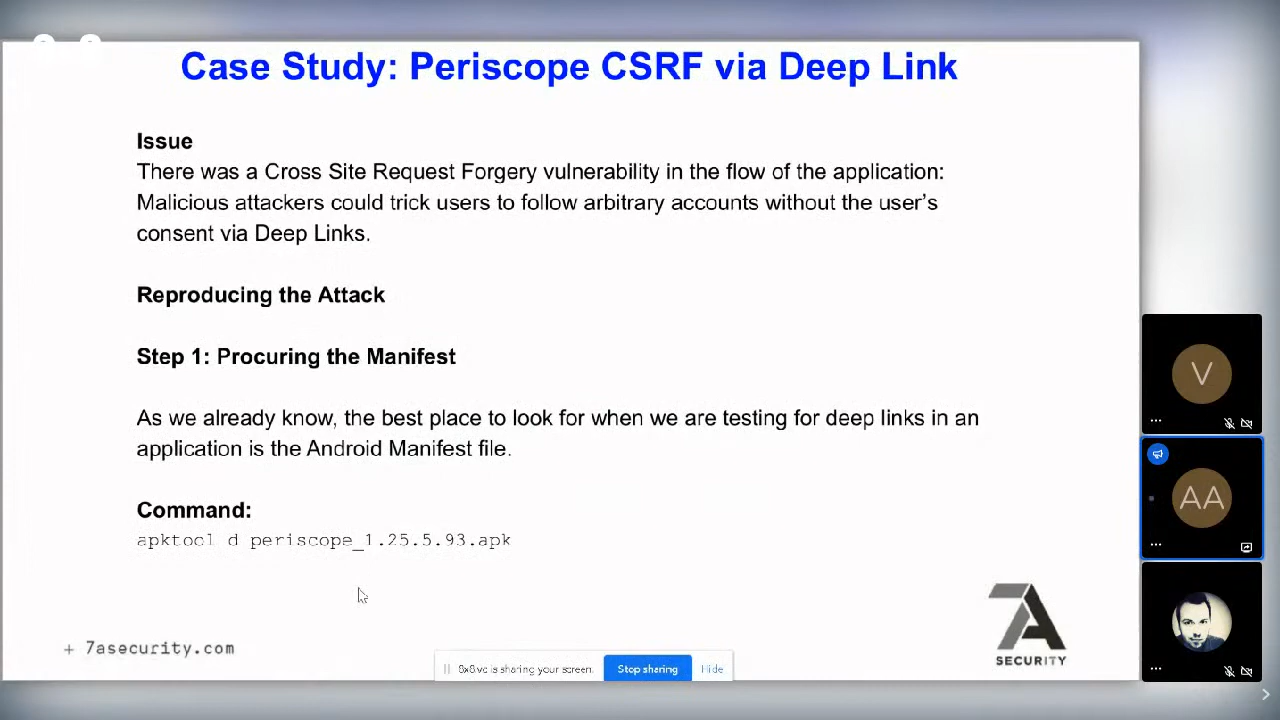 Case Study: Periscope CSRF via Deep Link
Issue
There was a Cross Site Request Forgery vulnerability in the flow of the application:
Malicious attackers could trick users to follow arbitrary accounts without the user's
consent via Deep Links.
Reproducing the Attack
Step 1: Procuring the Manifest
As we already know, the best place to look for when we are testing for deep links in an
application is the Android Manifest file.
Command:
apktool d periscope_1.25.5.93.apk
+ 7asecurity.com
7A
SECURITY
8x8.vc is sharing your screen.
Stop sharing
Hide
V
AA